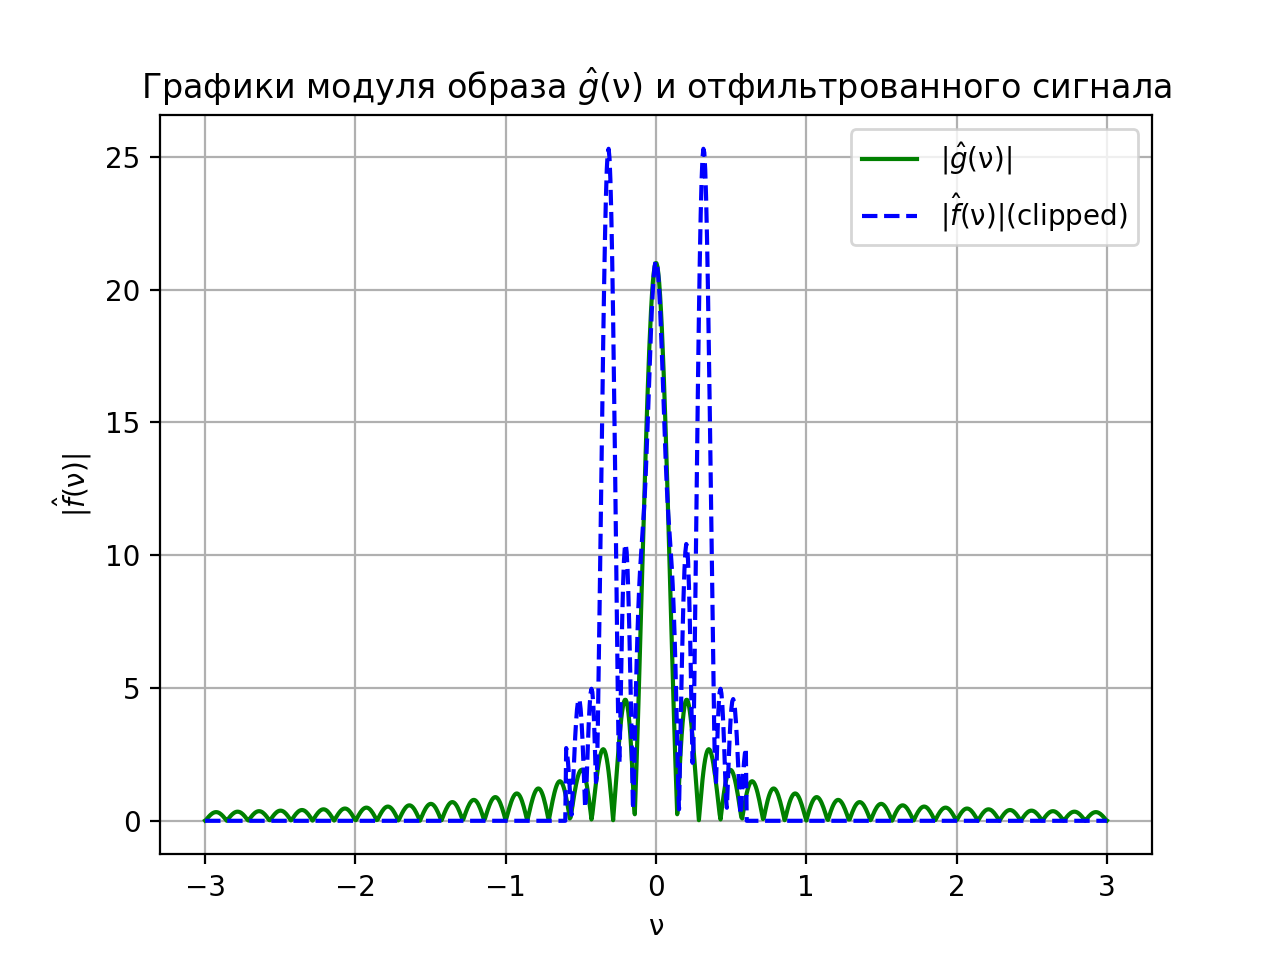 Графики модуля образа ĝ(ν) и отфильтрованного сигнала
|ĝ(ν)|
|f̂(ν)|(clipped)
25
20
15
10
5
0
|f̂(ν)|
−3 −2 −1 0 1 2 3
ν